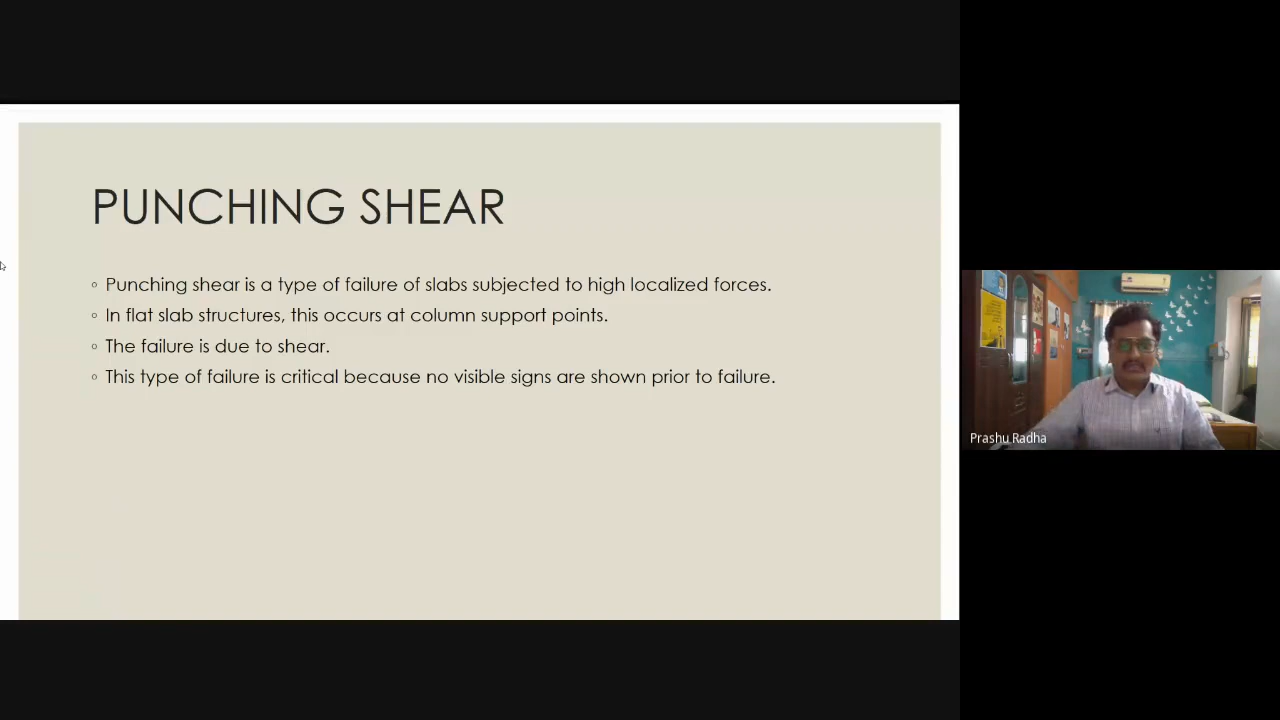 PUNCHING SHEAR
◦ Punching shear is a type of failure of slabs subjected to high localized forces.
◦ In flat slab structures, this occurs at column support points.
◦ The failure is due to shear.
◦ This type of failure is critical because no visible signs are shown prior to failure.
Prashu Radha